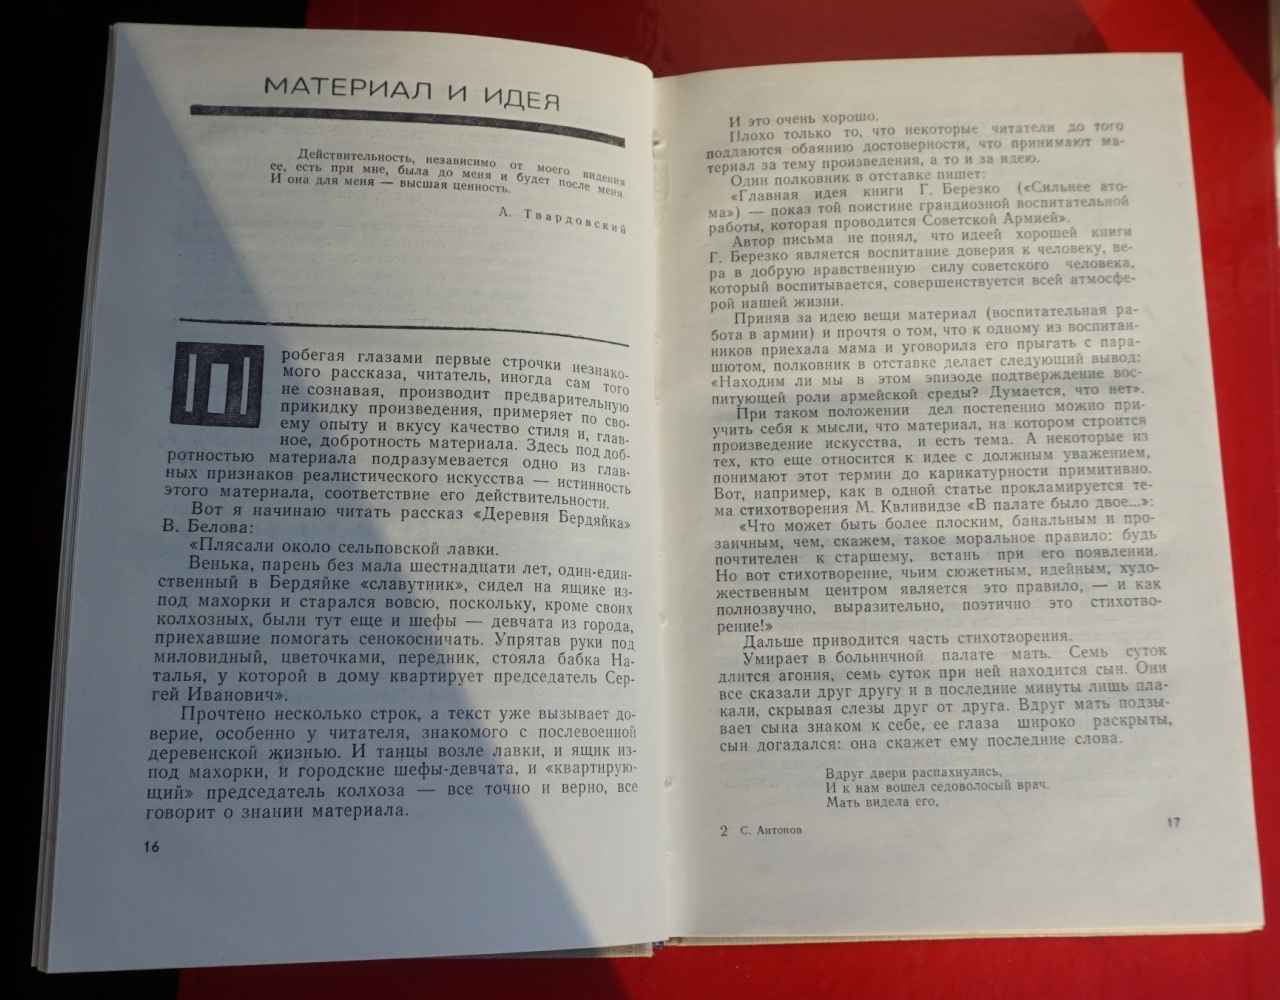 МАТЕРИАЛ И ИДЕЯ
Действительность, независимо от моего видения
ее, есть при мне, была до меня и будет после меня.
И она для меня — высшая ценность.
А. Твардовский
Пробегая глазами первые строчки незнако-
мого рассказа, читатель, иногда сам того
не сознавая, производит предварительную
прикидку произведения, примеряет по сво-
ему опыту и вкусу качество стиля и, глав-
ное, добротность материала. Здесь под доб-
ротностью материала подразумевается одно из глав-
ных признаков реалистического искусства — истинность
этого материала, соответствие его действительности.
Вот я начинаю читать рассказ «Деревня Бердяйка»
В. Белова:
«Плясали около сельповской лавки.
Венька, парень без мала шестнадцати лет, один-един-
ственный в Бердяйке «славутник», сидел на ящике из-
под махорки и старался вовсю, поскольку, кроме своих
колхозных, были тут еще и шефы — девчата из города,
приехавшие помогать сенокосничать. Упрятав руки под
миловидный, цветочками, передник, стояла бабка На-
талья, у которой в дому квартирует председатель Сер-
гей Иванович».
Прочтено несколько строк, а текст уже вызывает до-
верие, особенно у читателя, знакомого с послевоенной
деревенской жизнью. И танцы возле лавки, и ящик из-
под махорки, и городские шефы-девчата, и «квартирую-
щий» председатель колхоза — все точно и верно, все
говорит о знании материала.
16
И это очень хорошо.
Плохо только то, что некоторые читатели до того
поддаются обаянию достоверности, что принимают ма-
териал за тему произведения, а то и за идею.
Один полковник в отставке пишет:
«Главная идея книги Г. Березко («Сильнее ато-
ма») — показ той поистине грандиозной воспитательной
работы, которая проводится Советской Армией».
Автор письма не понял, что идеей хорошей книги
Г. Березко является воспитание доверия к человеку, ве-
ра в добрую нравственную силу советского человека,
который воспитывается, совершенствуется всей атмосфе-
рой нашей жизни.
Приняв за идею вещи материал (воспитательная ра-
бота в армии) и прочтя о том, что к одному из воспитан-
ников приехала мама и уговорила его прыгать с пара-
шютом, полковник в отставке делает следующий вывод:
«Находим ли мы в этом эпизоде подтверждение вос-
питующей роли армейской среды? Думается, что нет».
При таком положении дел постепенно можно при-
учить себя к мысли, что материал, на котором строится
произведение искусства, и есть тема. А некоторые из
тех, кто еще относится к идее с должным уважением,
понимают этот термин до карикатурности примитивно.
Вот, например, как в одной статье прокламируется те-
ма стихотворения М. Квливидзе «В палате было двое...»:
«Что может быть более плоским, банальным и про-
заичным, чем, скажем, такое моральное правило: будь
почтителен к старшему, встань при его появлении.
Но вот стихотворение, чьим сюжетным, идейным, худо-
жественным центром является это правило, — и как
полнозвучно, выразительно, поэтично это стихотво-
рение!»
Дальше приводится часть стихотворения.
Умирает в больничной палате мать. Семь суток
длится агония, семь суток при ней находится сын. Они
все сказали друг другу и в последние минуты лишь пла-
кали, скрывая слезы друг от друга. Вдруг мать подзы-
вает сына знаком к себе, ее глаза широко раскрыты,
сын догадался: она скажет ему последние слова.
Вдруг двери распахнулись,
И к нам вошел седоволосый врач.
Мать видела его,
2 С. Антонов
17